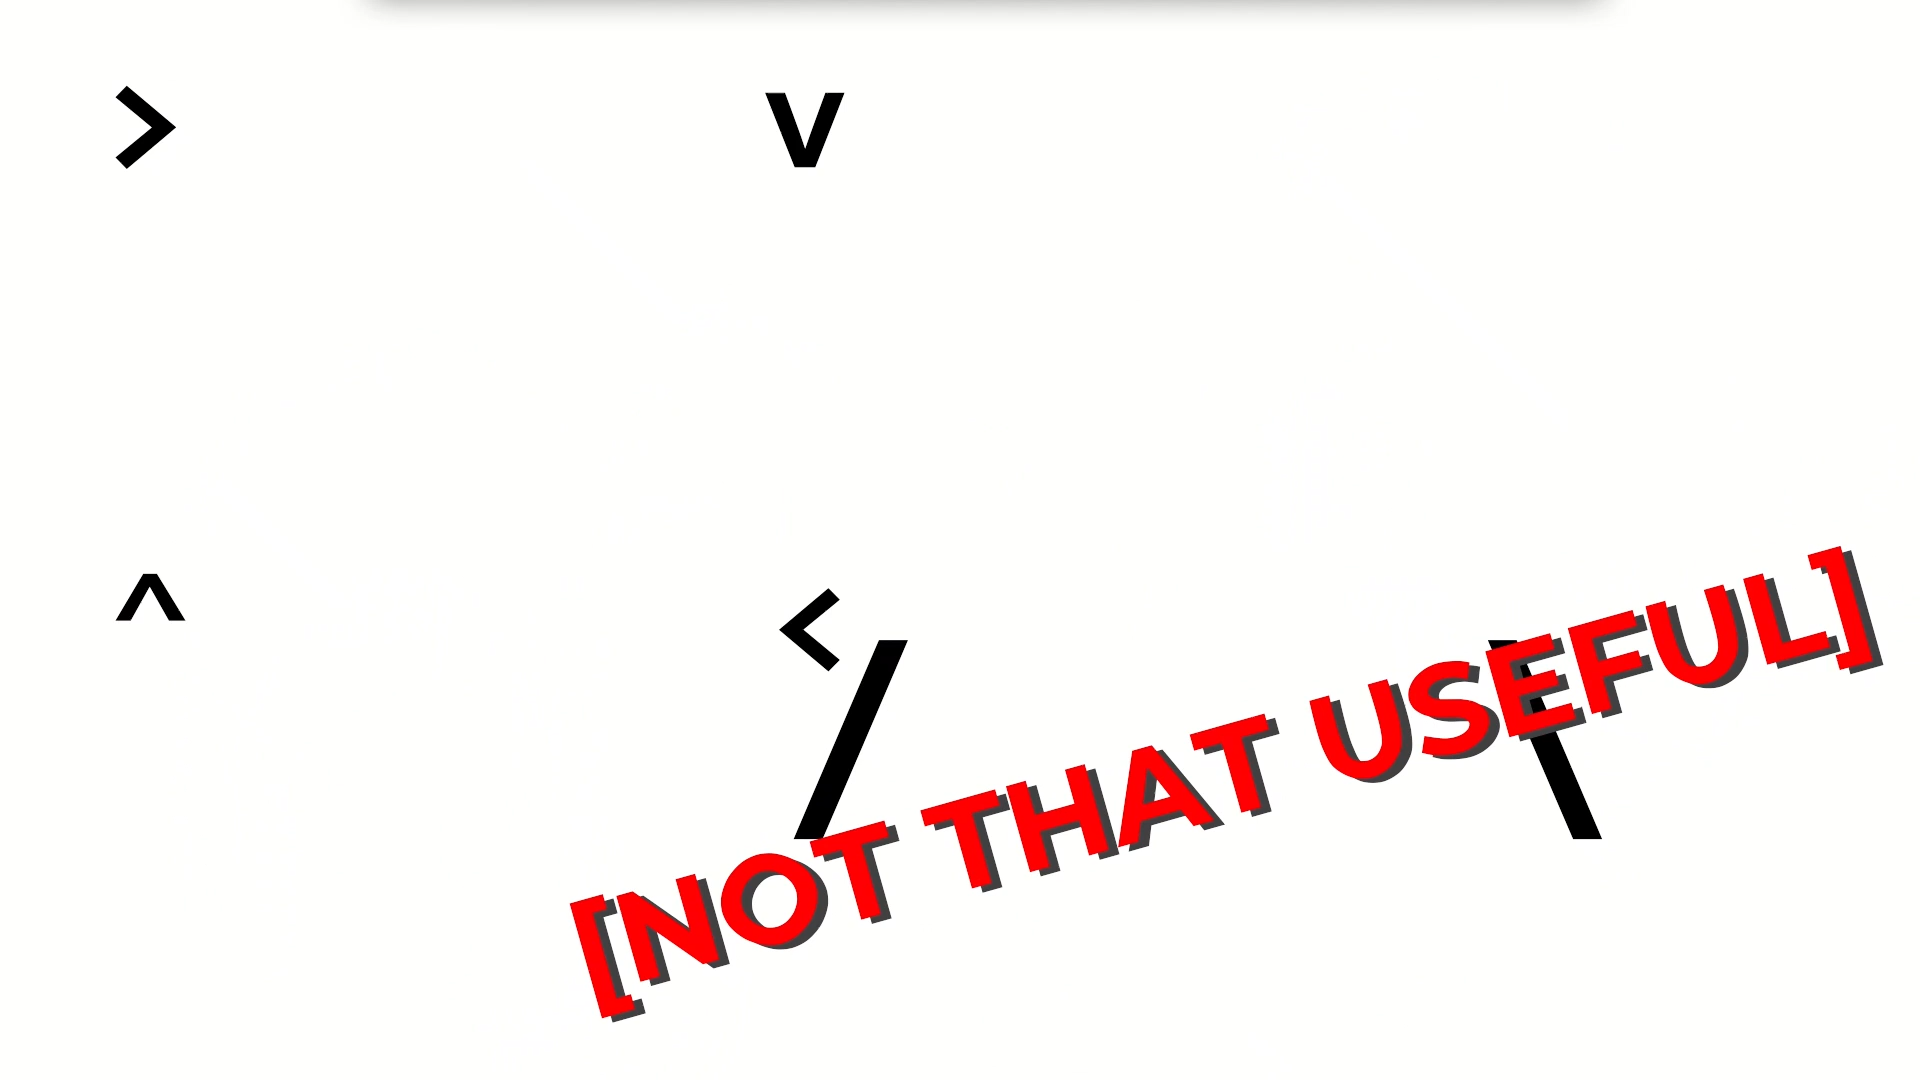 > v
^ <
/ \
[NOT THAT USEFUL]